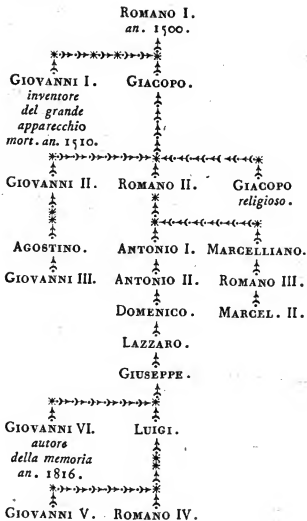 ROMANO I.
an. 1500.
GIOVANNI I. GIACOPO.
inventore
del grande
apparecchio
mort. an. 1510.
GIOVANNI II. ROMANO II. GIACOPO
religioso.
AGOSTINO. ANTONIO I. MARCELLIANO.
GIOVANNI III. ANTONIO II. ROMANO III.
DOMENICO. MARCEL. II.
LAZZARO.
GIUSEPPE.
GIOVANNI VI. LUIGI.
autore
della memoria
an. 1816.
GIOVANNI V. ROMANO IV.